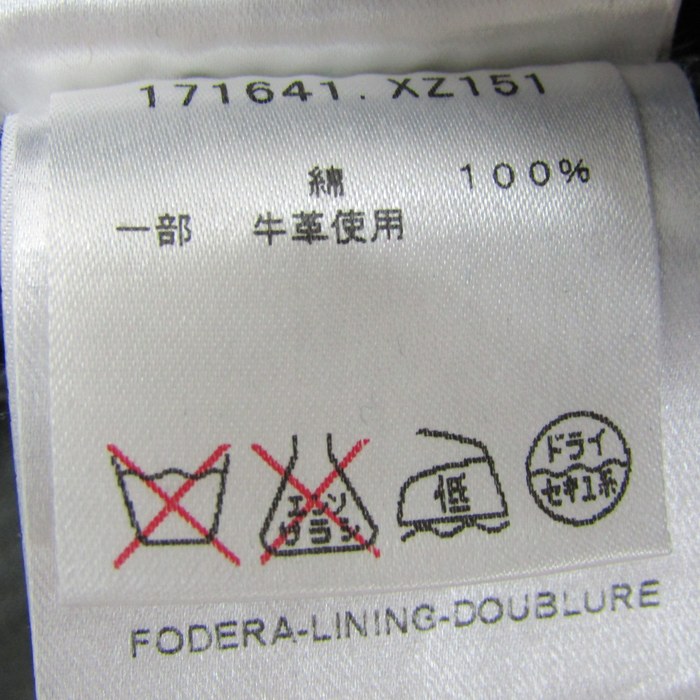 171641.XZ151
綿 100%
一部 牛革使用
エンソ
サラシ
低
ドライ
セキユ系
FODERA-LINING-DOUBLURE